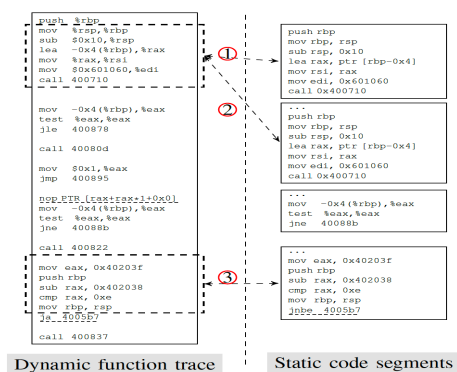 push %rbp
mov %rsp,%rbp
sub $0x10,%rsp
lea -0x4(%rbp),%rax
mov %rax,%rsi
mov $0x601060,%edi
call 400710
mov -0x4(%rbp),%eax
test %eax,%eax
jle 400878
call 40080d
mov $0x1,%eax
jmp 400895
nop PTR [rax+rax*1+0x0]
mov -0x4(%rbp),%eax
test %eax,%eax
jne 40088b
call 400822
mov eax, 0x40203f
push rbp
sub rax, 0x402038
cmp rax, 0xe
mov rbp, rsp
ja 4005b7
call 400837
Dynamic function trace
1
2
3
push rbp
mov rbp, rsp
sub rsp, 0x10
lea rax, ptr [rbp-0x4]
mov rsi, rax
mov edi, 0x601060
call 0x400710
...
push rbp
mov rbp, rsp
sub rsp, 0x10
lea rax, ptr [rbp-0x4]
mov rsi, rax
mov edi, 0x601060
call 0x400710
...
mov -0x4(%rbp),%eax
test %eax,%eax
jne 40088b
...
mov eax, 0x40203f
push rbp
sub rax, 0x402038
cmp rax, 0xe
mov rbp, rsp
jnbe 4005b7
Static code segments